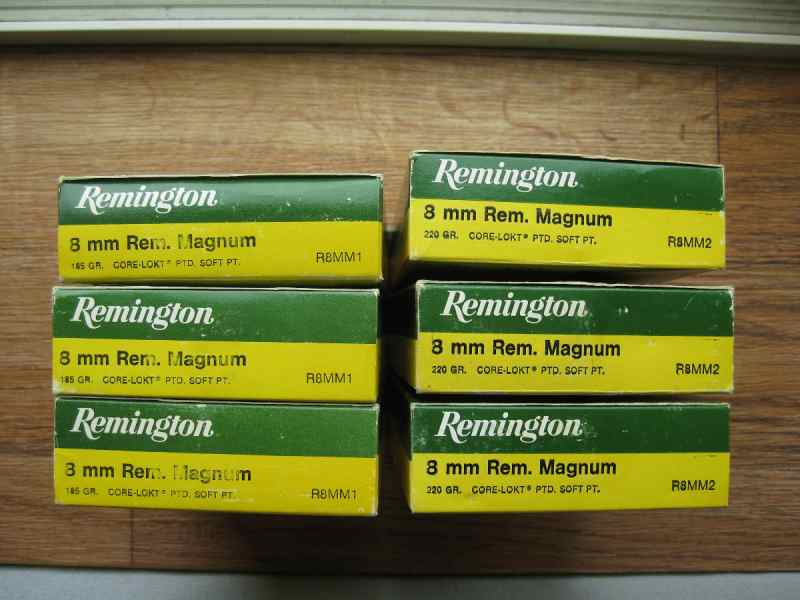 Remington
8 mm Rem. Magnum
185 GR. CORE-LOKT® PTD. SOFT PT. R8MM1
Remington
8 mm Rem. Magnum
185 GR. CORE-LOKT® PTD. SOFT PT. R8MM1
Remington
8 mm Rem. Magnum
185 GR. CORE-LOKT® PTD. SOFT PT. R8MM1
Remington
8 mm Rem. Magnum
220 GR. CORE-LOKT® PTD. SOFT PT. R8MM2
Remington
8 mm Rem. Magnum
220 GR. CORE-LOKT® PTD. SOFT PT. R8MM2
Remington
8 mm Rem. Magnum
220 GR. CORE-LOKT® PTD. SOFT PT. R8MM2